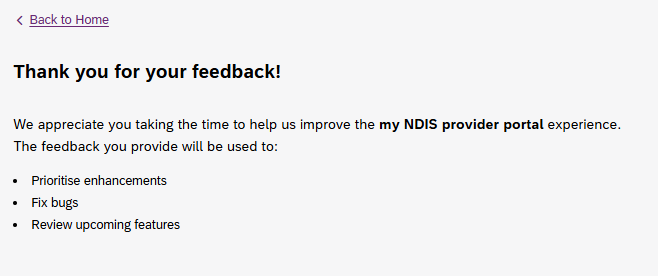 Back to Home
Thank you for your feedback!
We appreciate you taking the time to help us improve the my NDIS provider portal experience.
The feedback you provide will be used to:
• Prioritise enhancements
• Fix bugs
• Review upcoming features